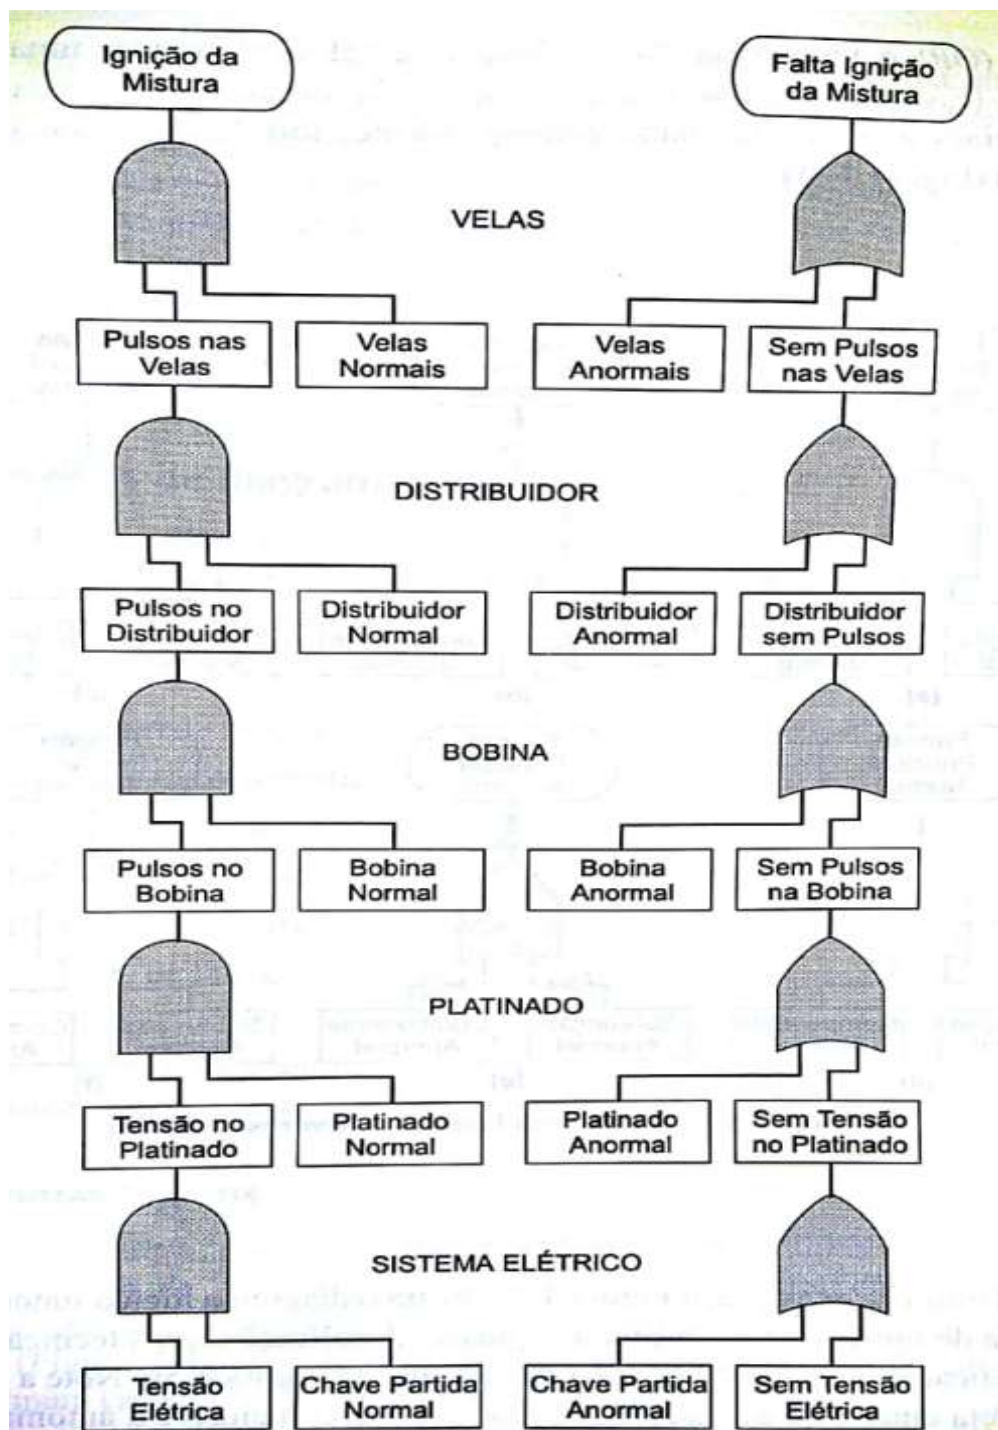 Ignição da
Mistura
Falta Ignição
da Mistura
VELAS
Pulsos nas
Velas
Velas
Normais
Velas
Anormais
Sem Pulsos
nas Velas
DISTRIBUIDOR
Pulsos no
Distribuidor
Distribuidor
Normal
Distribuidor
Anormal
Distribuidor
sem Pulsos
BOBINA
Pulsos no
Bobina
Bobina
Normal
Bobina
Anormal
Sem Pulsos
na Bobina
PLATINADO
Tensão no
Platinado
Platinado
Normal
Platinado
Anormal
Sem Tensão
no Platinado
SISTEMA ELÉTRICO
Tensão
Elétrica
Chave Partida
Normal
Chave Partida
Anormal
Sem Tensão
Elétrica